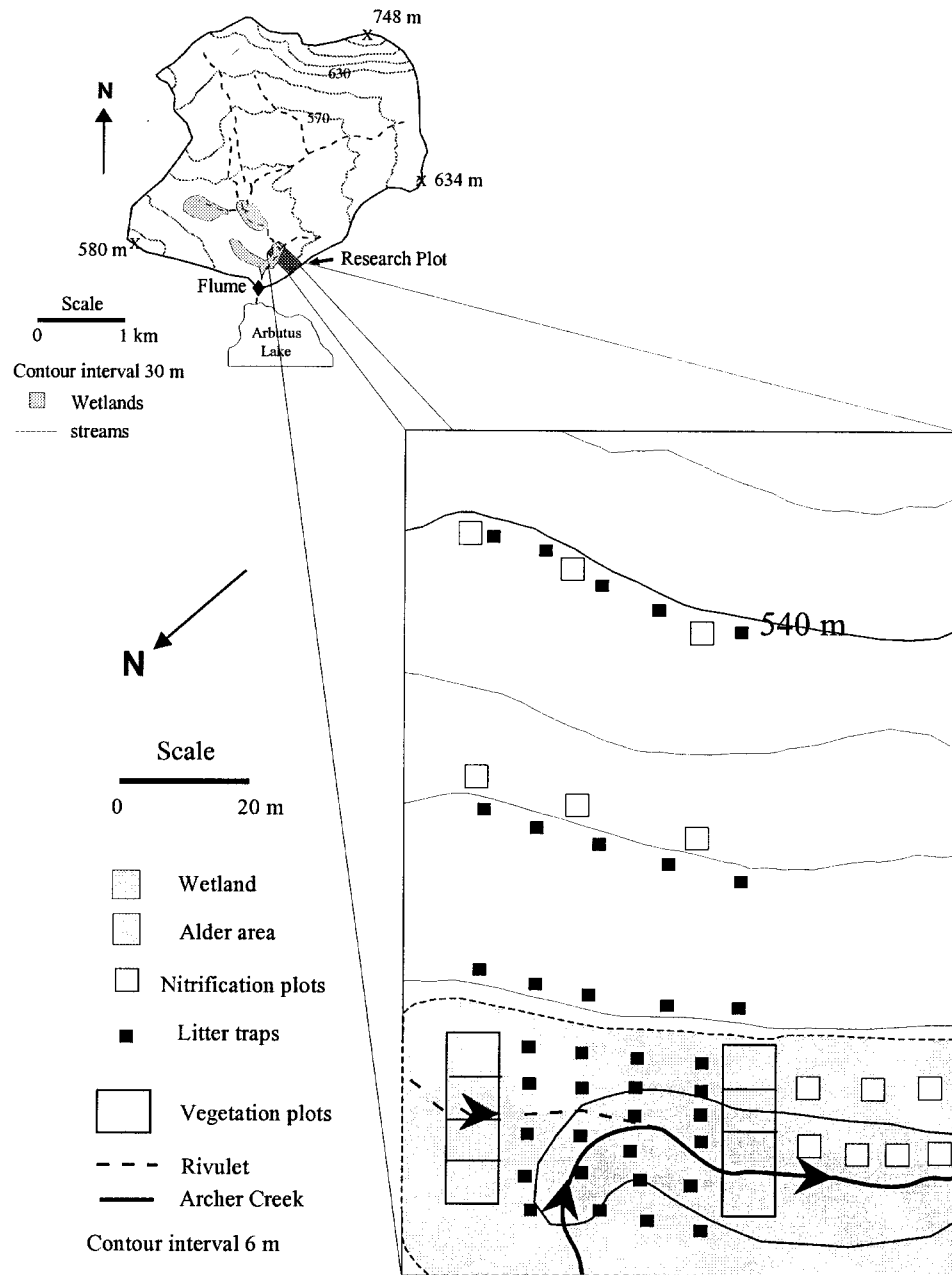 748 m
N
630
570
634 m
580 m
Research Plot
Flume
Scale
0 1 km
Arbutus
Lake
Contour interval 30 m
Wetlands
streams
540 m
N
Scale
0 20 m
Wetland
Alder area
Nitrification plots
Litter traps
Vegetation plots
Rivulet
Archer Creek
Contour interval 6 m